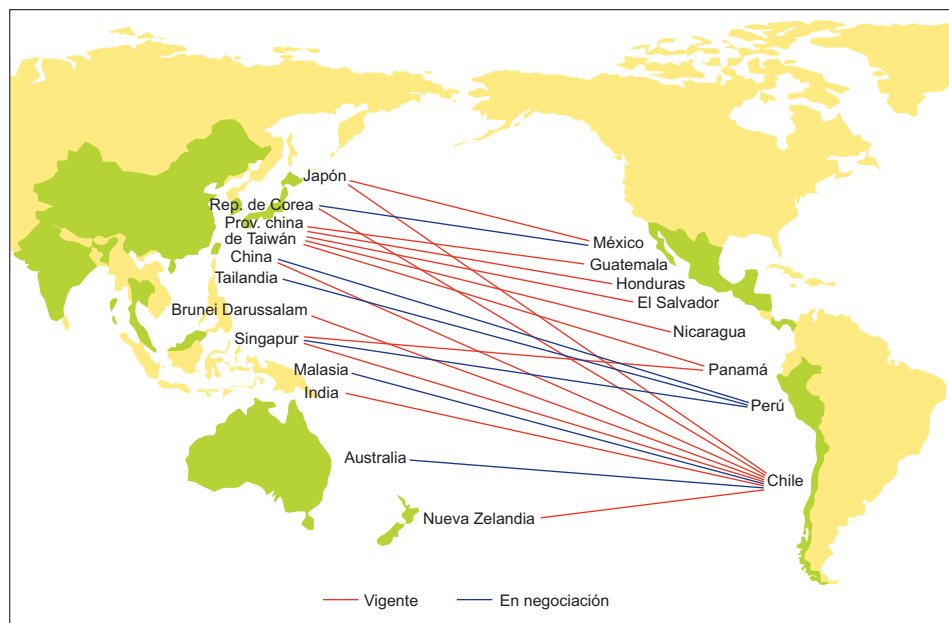 Japón
Rep. de Corea
Prov. china
de Taiwán
China
Tailandia
Brunei Darussalam
Singapur
Malasia
India
Australia
Nueva Zelandia
México
Guatemala
Honduras
El Salvador
Nicaragua
Panamá
Perú
Chile
Vigente
En negociación